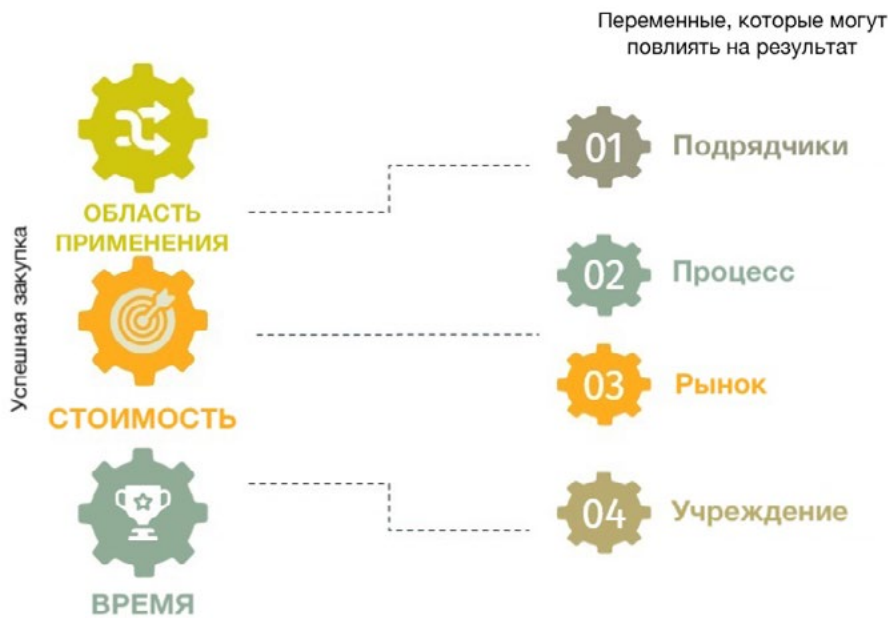 Переменные, которые могут
повлиять на результат
Успешная закупка
ОБЛАСТЬ
ПРИМЕНЕНИЯ
СТОИМОСТЬ
ВРЕМЯ
01 Подрядчики
02 Процесс
03 Рынок
04 Учреждение